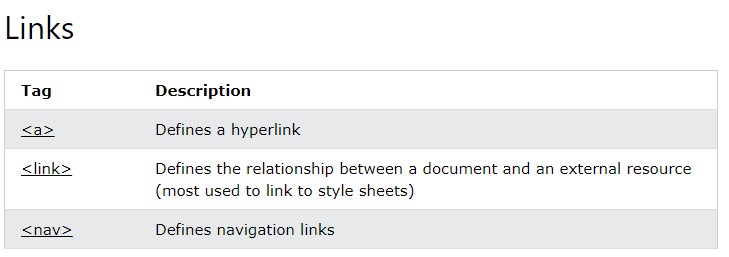 Links
Tag Description
<a> Defines a hyperlink
<link> Defines the relationship between a document and an external resource
(most used to link to style sheets)
<nav> Defines navigation links